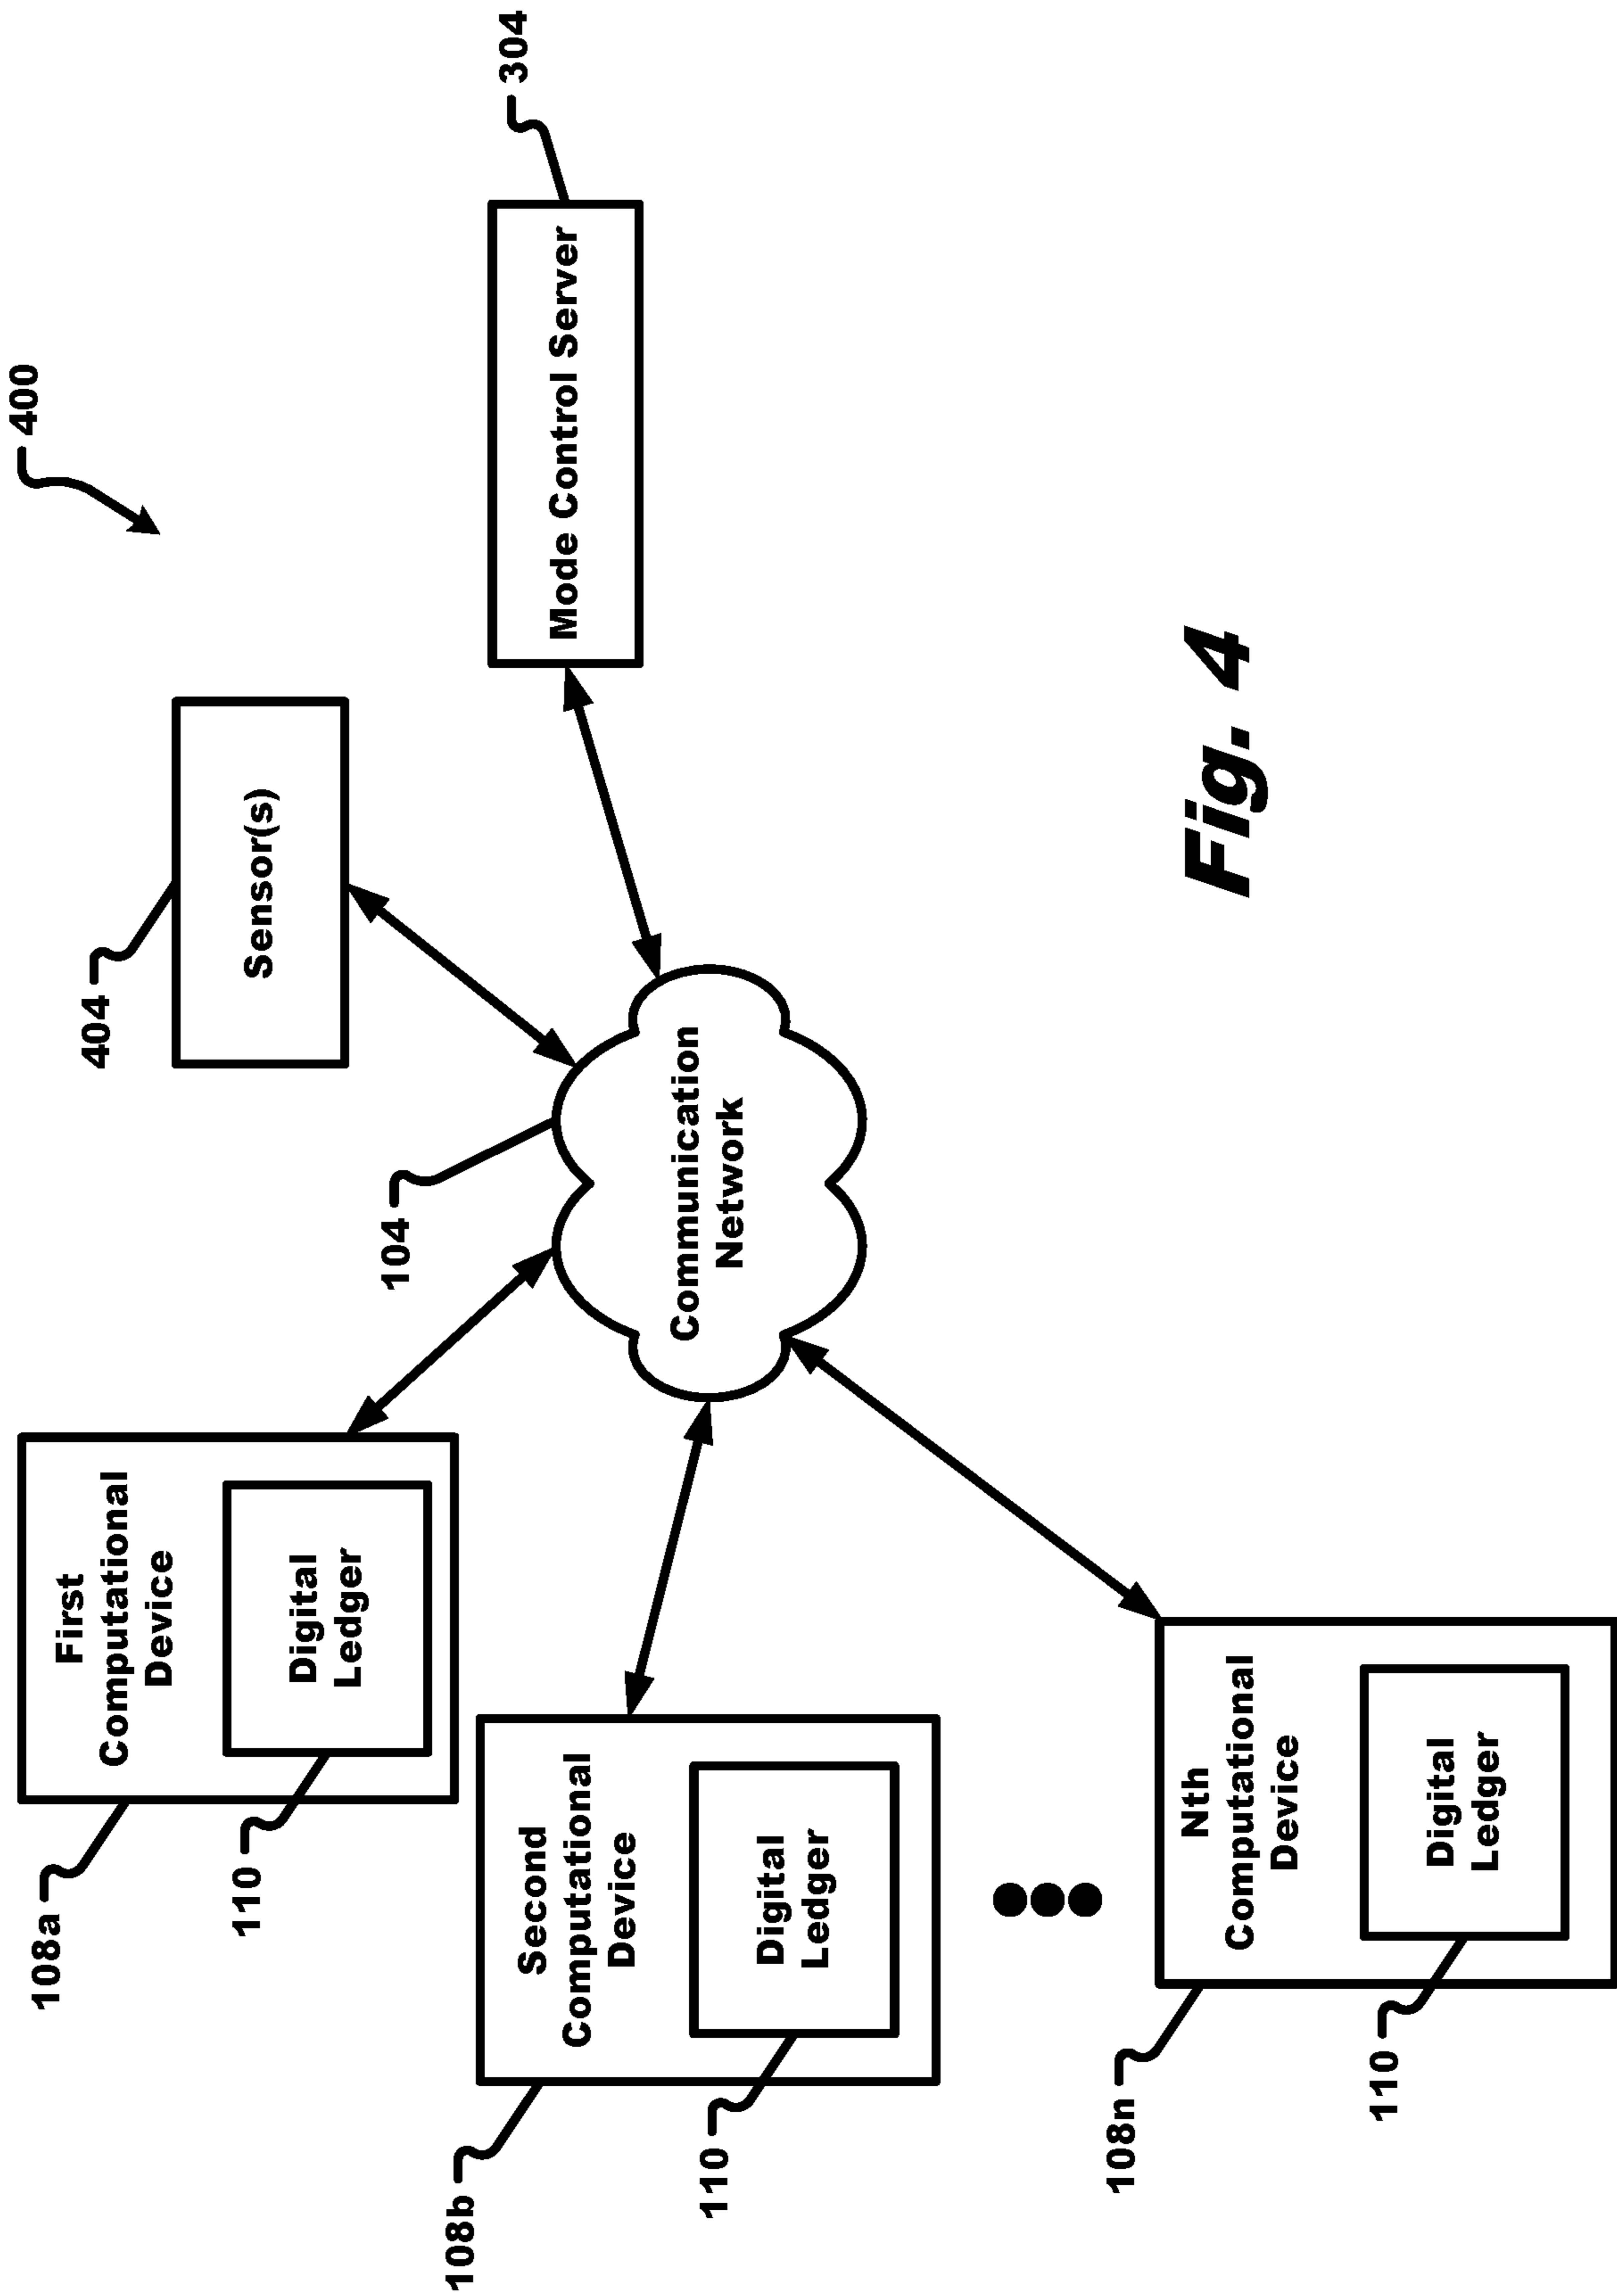 400
108a
First
Computational
Device
110
Digital
Ledger
404
Sensor(s)
104
Communication
Network
304
Mode Control Server
108b
Second
Computational
Device
110
Digital
Ledger
108n
Nth
Computational
Device
110
Digital
Ledger
Fig. 4